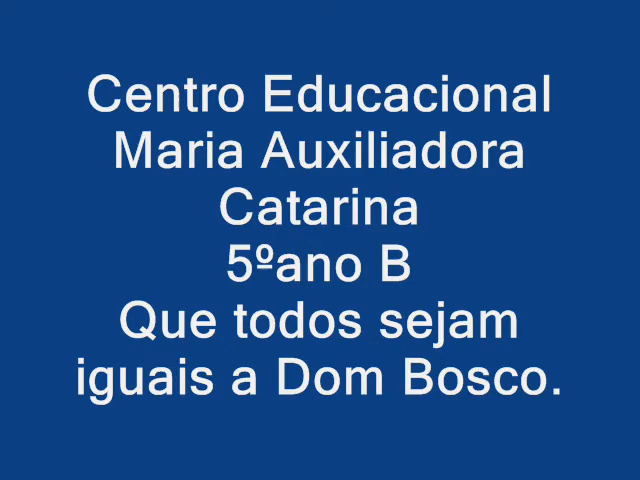 Centro Educacional
Maria Auxiliadora
Catarina
5ºano B
Que todos sejam
iguais a Dom Bosco.